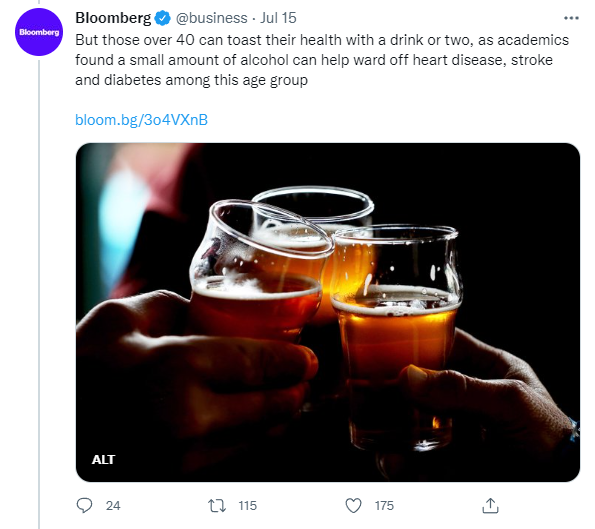 Bloomberg
Bloomberg @business · Jul 15
But those over 40 can toast their health with a drink or two, as academics
found a small amount of alcohol can help ward off heart disease, stroke
and diabetes among this age group
bloom.bg/3o4VXnB
ALT
24 115 175